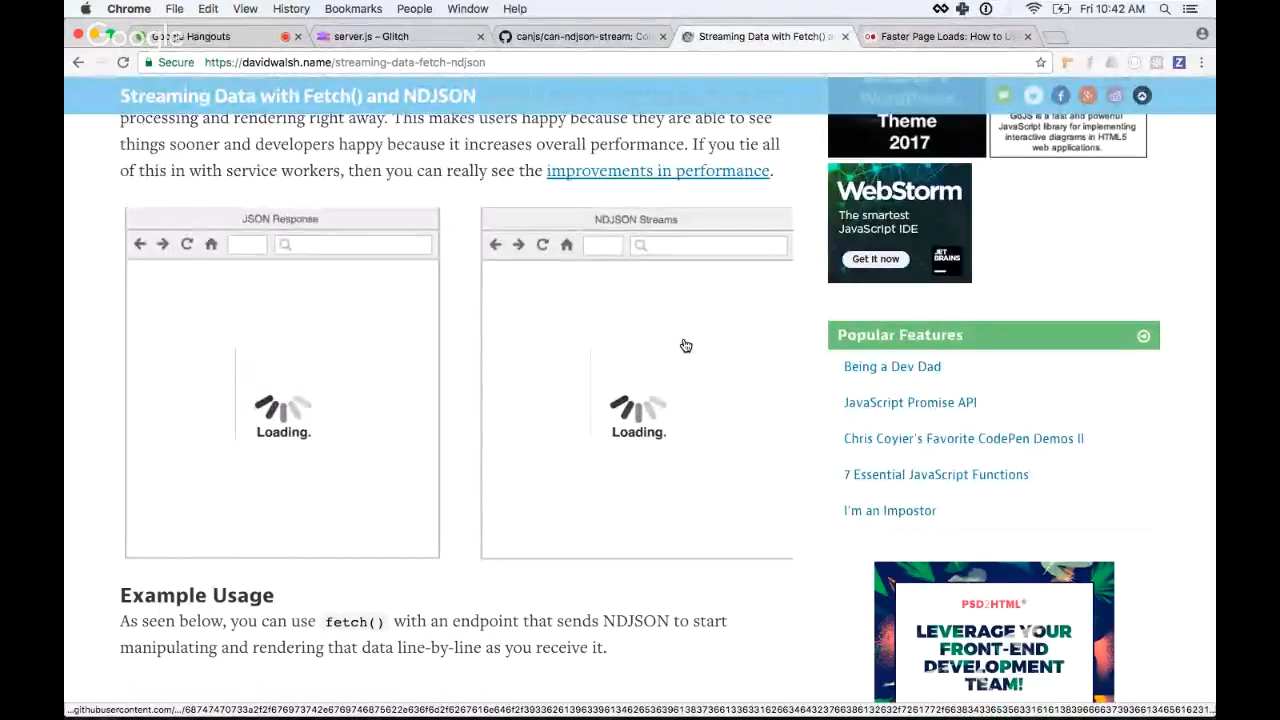 Chrome File Edit View History Bookmarks People Window Help
Fri 10:42 AM
Google
Google Hangouts
server.js – Glitch
canjs/can-ndjson-stream: Co
Streaming Data with Fetch() a
Faster Page Loads: How to U
Secure https://davidwalsh.name/streaming-data-fetch-ndjson
Streaming Data with Fetch() and NDJSON
processing and rendering right away. This makes users happy because they are able to see
things sooner and developers happy because it increases overall performance. If you tie all
of this in with service workers, then you can really see the improvements in performance.
JSON Response
NDJSON Streams
Loading.
Loading.
Example Usage
As seen below, you can use fetch() with an endpoint that sends NDJSON to start
manipulating and rendering that data line-by-line as you receive it.
Theme
2017
GoJS is a fast and powerful
JavaScript library for implementing
interactive diagrams in HTML5
web applications.
WebStorm
The smartest
JavaScript IDE
Get it now
JET
BRAINS
Popular Features
Being a Dev Dad
JavaScript Promise API
Chris Coyier's Favorite CodePen Demos II
7 Essential JavaScript Functions
I'm an Impostor
PSD2HTML®
LEVERAGE YOUR
FRONT-END
DEVELOPMENT
TEAM!